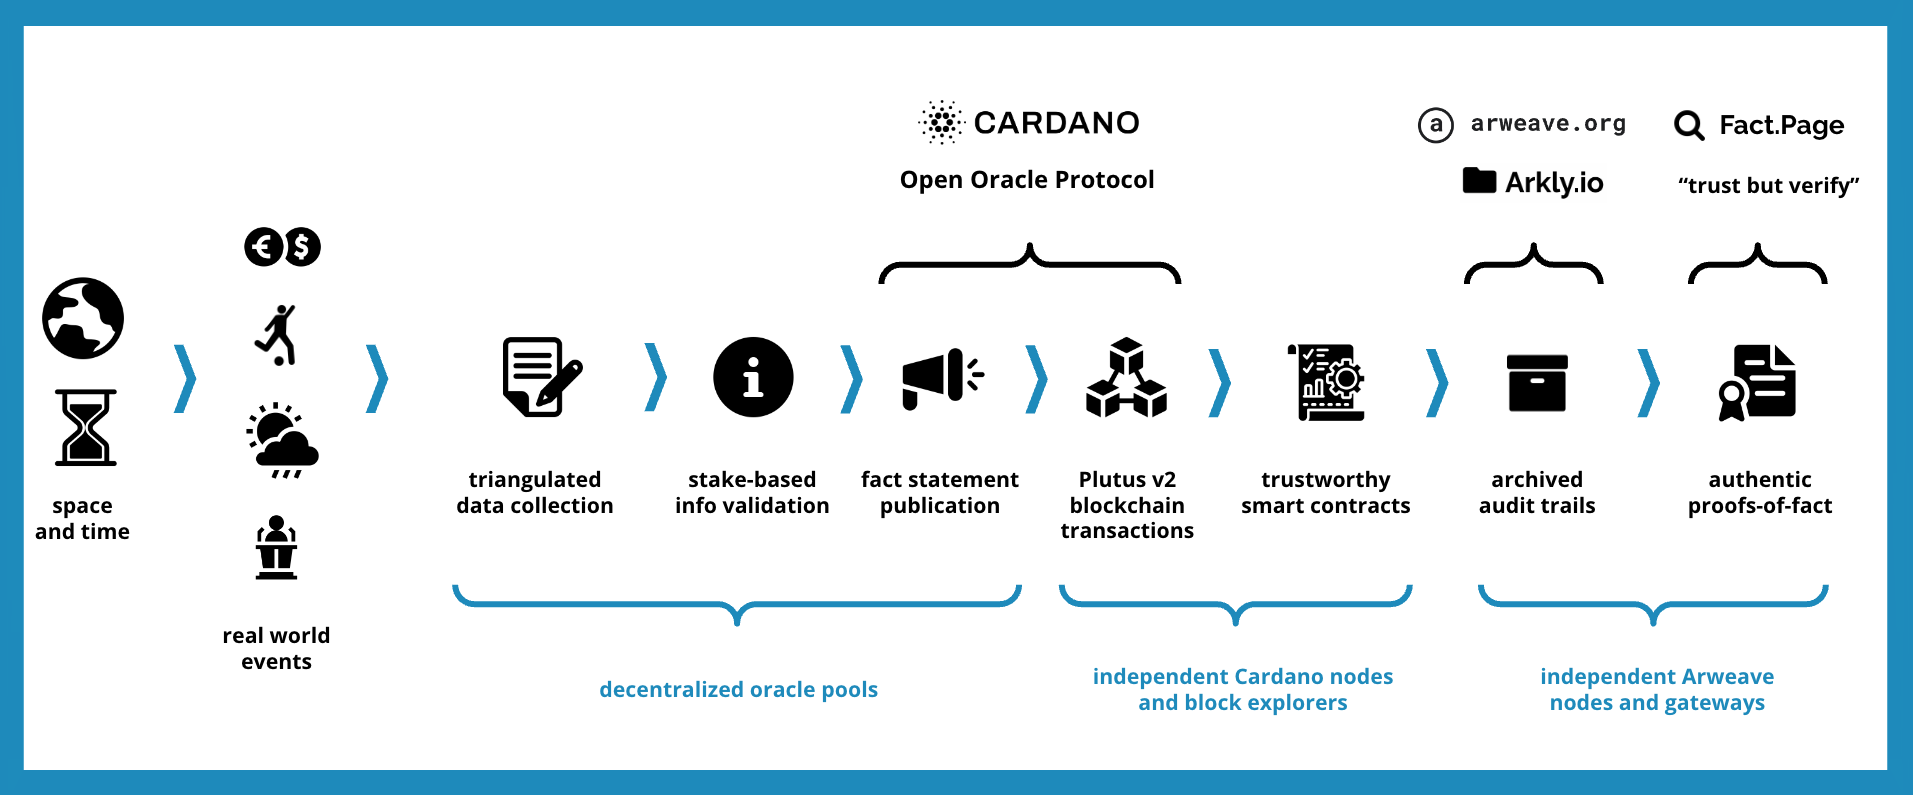 CARDANO
Open Oracle Protocol
a arweave.org
Arkly.io
Fact.Page
“trust but verify”
€ $
space
and time
real world
events
triangulated
data collection
i
stake-based
info validation
fact statement
publication
Plutus v2
blockchain
transactions
trustworthy
smart contracts
archived
audit trails
authentic
proofs-of-fact
decentralized oracle pools
independent Cardano nodes
and block explorers
independent Arweave
nodes and gateways